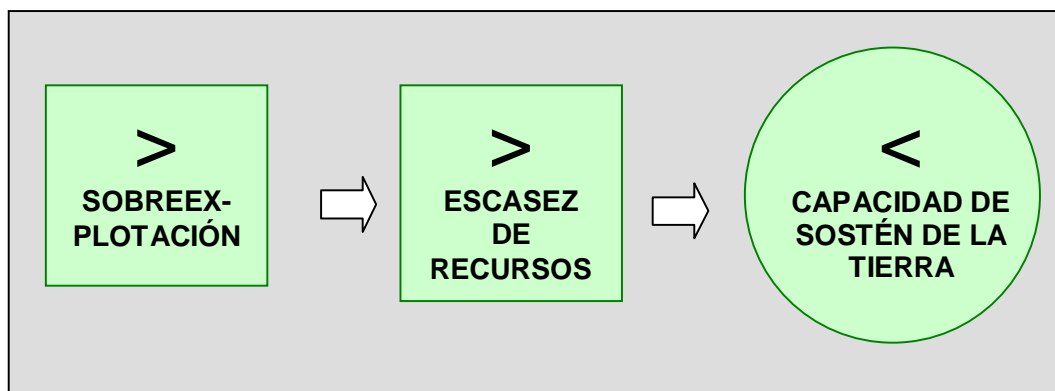 >
SOBREEX-
PLOTACIÓN
>
ESCASEZ
DE
RECURSOS
<
CAPACIDAD DE
SOSTÉN DE LA
TIERRA